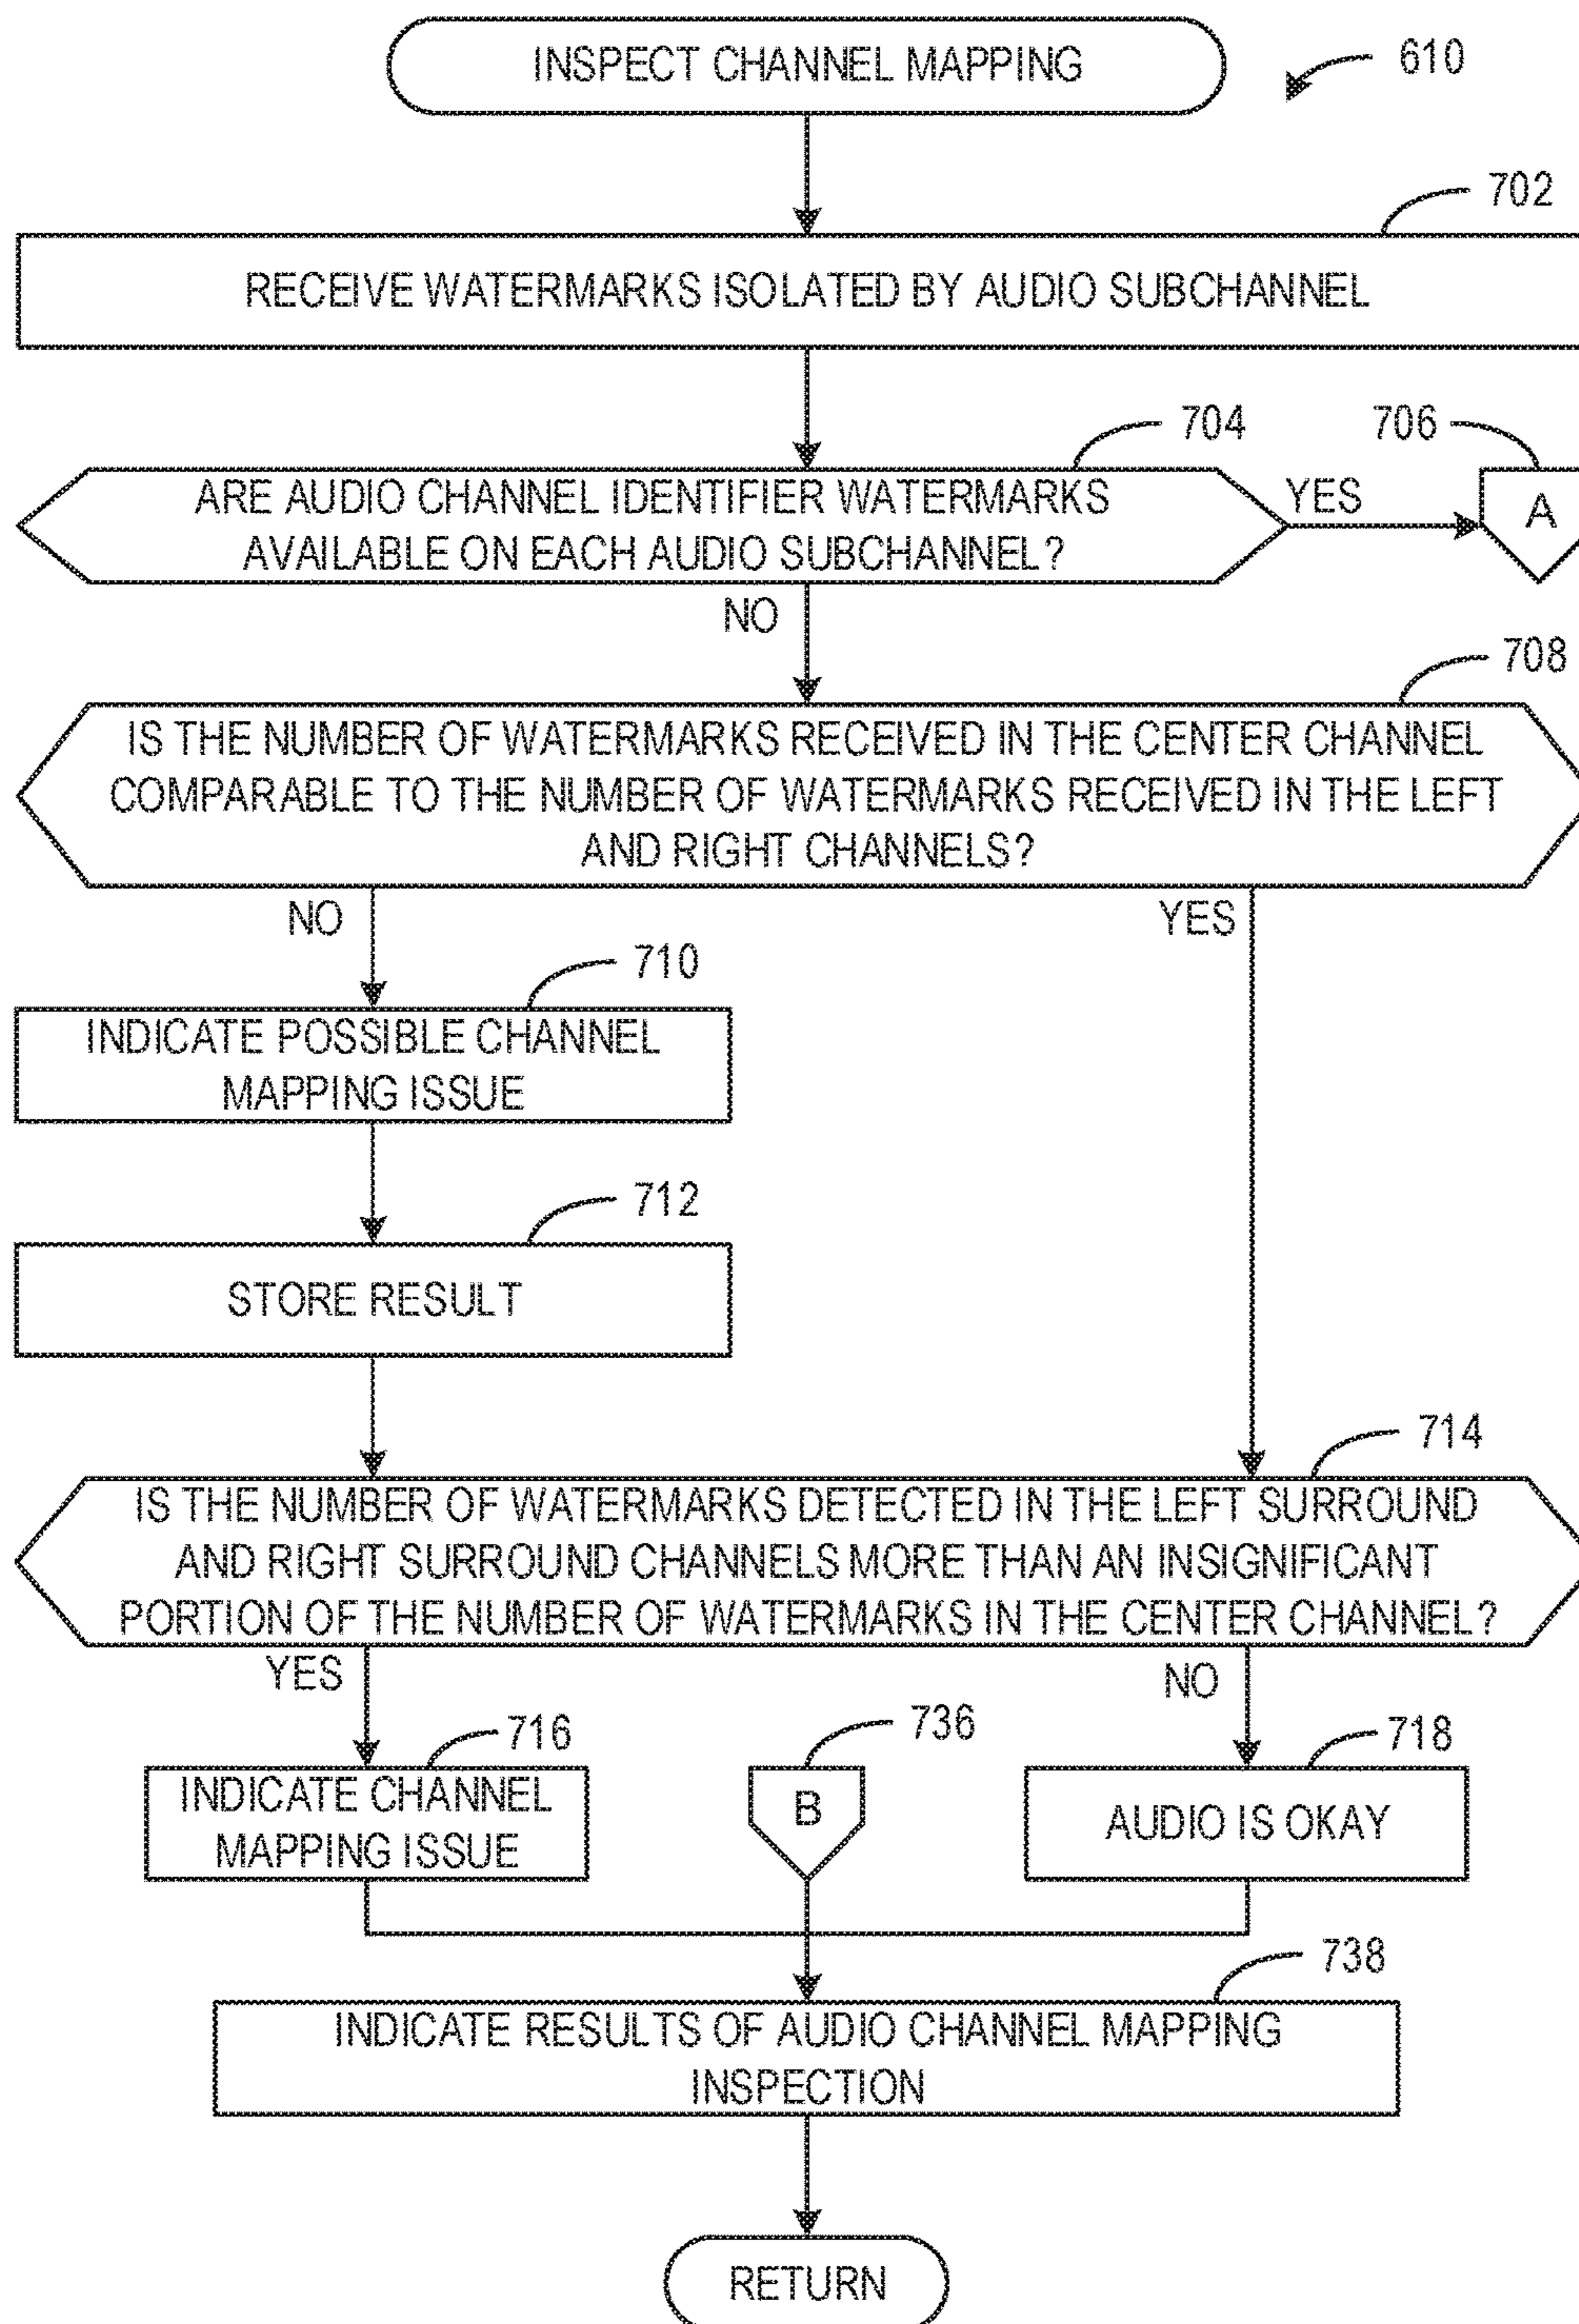 INSPECT CHANNEL MAPPING
610
702
RECEIVE WATERMARKS ISOLATED BY AUDIO SUBCHANNEL
704
706
ARE AUDIO CHANNEL IDENTIFIER WATERMARKS
AVAILABLE ON EACH AUDIO SUBCHANNEL?
YES
A
NO
708
IS THE NUMBER OF WATERMARKS RECEIVED IN THE CENTER CHANNEL
COMPARABLE TO THE NUMBER OF WATERMARKS RECEIVED IN THE LEFT
AND RIGHT CHANNELS?
NO
YES
710
INDICATE POSSIBLE CHANNEL
MAPPING ISSUE
712
STORE RESULT
714
IS THE NUMBER OF WATERMARKS DETECTED IN THE LEFT SURROUND
AND RIGHT SURROUND CHANNELS MORE THAN AN INSIGNIFICANT
PORTION OF THE NUMBER OF WATERMARKS IN THE CENTER CHANNEL?
YES
NO
716
736
718
INDICATE CHANNEL
MAPPING ISSUE
B
AUDIO IS OKAY
738
INDICATE RESULTS OF AUDIO CHANNEL MAPPING
INSPECTION
RETURN